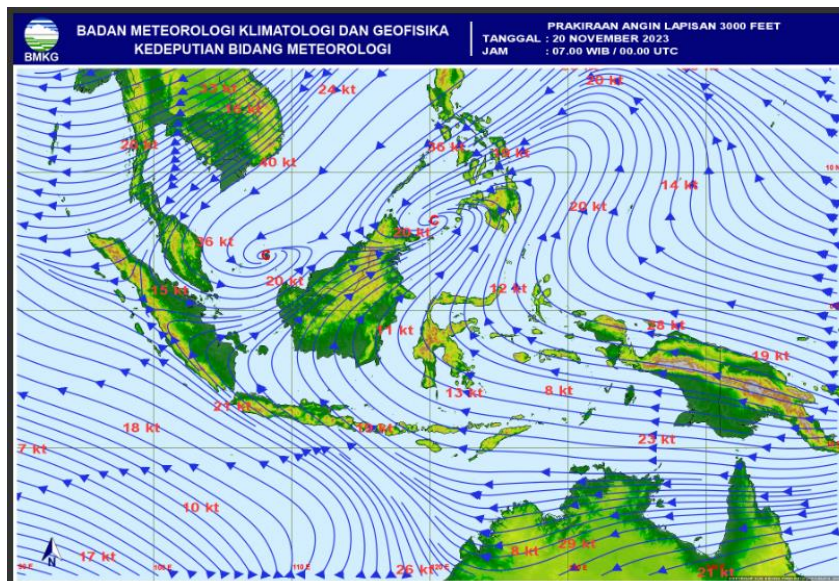 BADAN METEOROLOGI KLIMATOLOGI DAN GEOFISIKA
KEDEPUTIAN BIDANG METEOROLOGI
BMKG
PRAKIRAAN ANGIN LAPISAN 3000 FEET
TANGGAL : 20 NOVEMBER 2023
JAM : 07.00 WIB / 00.00 UTC
24 kt
20 kt
40 kt
14 kt
20 kt
20 kt
12 kt
15 kt
11 kt
28 kt
19 kt
8 kt
13 kt
21 kt
18 kt
23 kt
7 kt
10 kt
8 kt
29 kt
17 kt
26 kt
21 kt
N